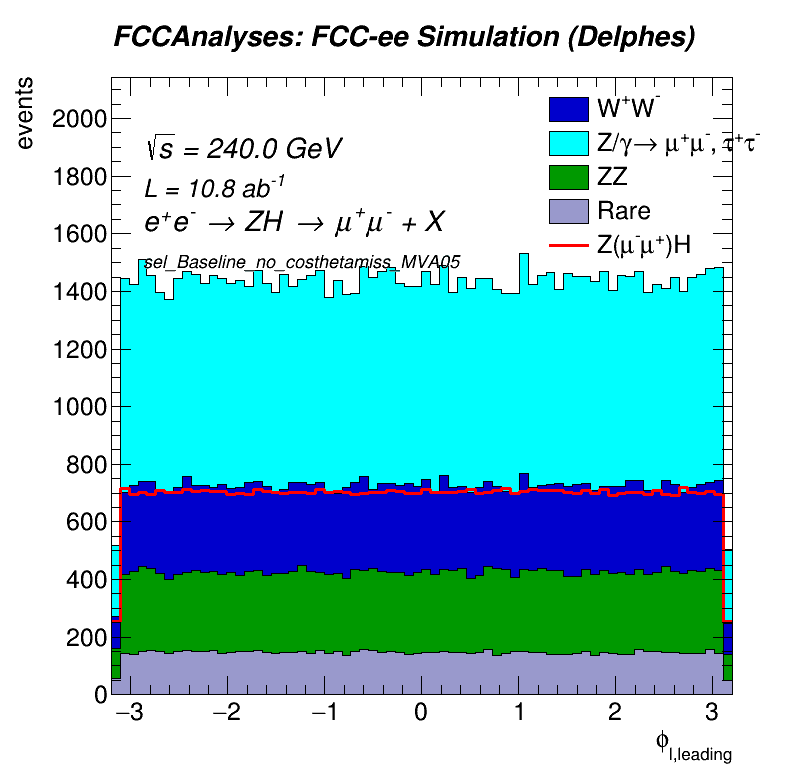 FCCAnalyses: FCC-ee Simulation (Delphes)
events
√s = 240.0 GeV
L = 10.8 ab⁻¹
e⁺e⁻ → ZH → μ⁺μ⁻ + X
sel_Baseline_no_costhetamiss_MVA05
W⁺W⁻
Z/γ→ μ⁺μ⁻, τ⁺τ⁻
ZZ
Rare
Z(μ⁻μ⁺)H
2000
1800
1600
1400
1200
1000
800
600
400
200
0
−3 −2 −1 0 1 2 3
ϕl,leading